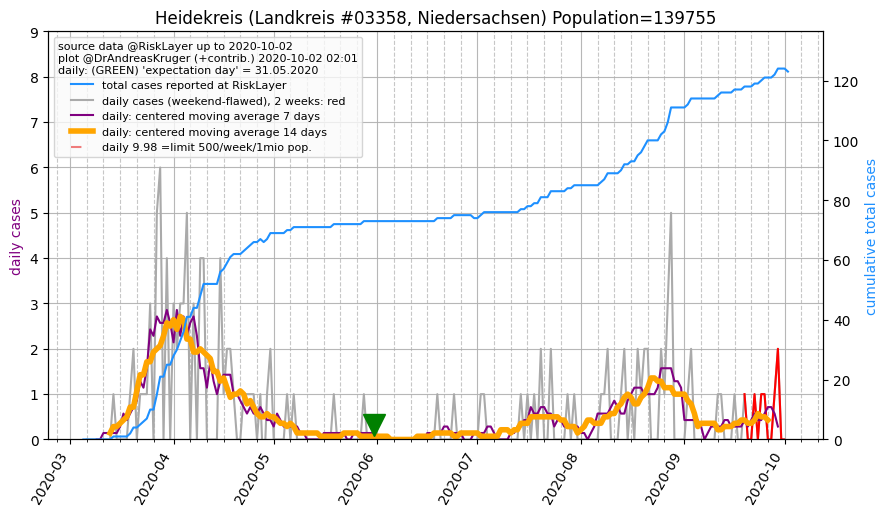 Heidekreis (Landkreis #03358, Niedersachsen) Population=139755
source data @RiskLayer up to 2020-10-02
plot @DrAndreasKruger (+contrib.) 2020-10-02 02:01
daily: (GREEN) 'expectation day' = 31.05.2020
total cases reported at RiskLayer
daily cases (weekend-flawed), 2 weeks: red
daily: centered moving average 7 days
daily: centered moving average 14 days
daily 9.98 =limit 500/week/1mio pop.
daily cases
9
8
7
6
5
4
3
2
1
0
cumulative total cases
120
100
80
60
40
20
0
2020-03
2020-04
2020-05
2020-06
2020-07
2020-08
2020-09
2020-10